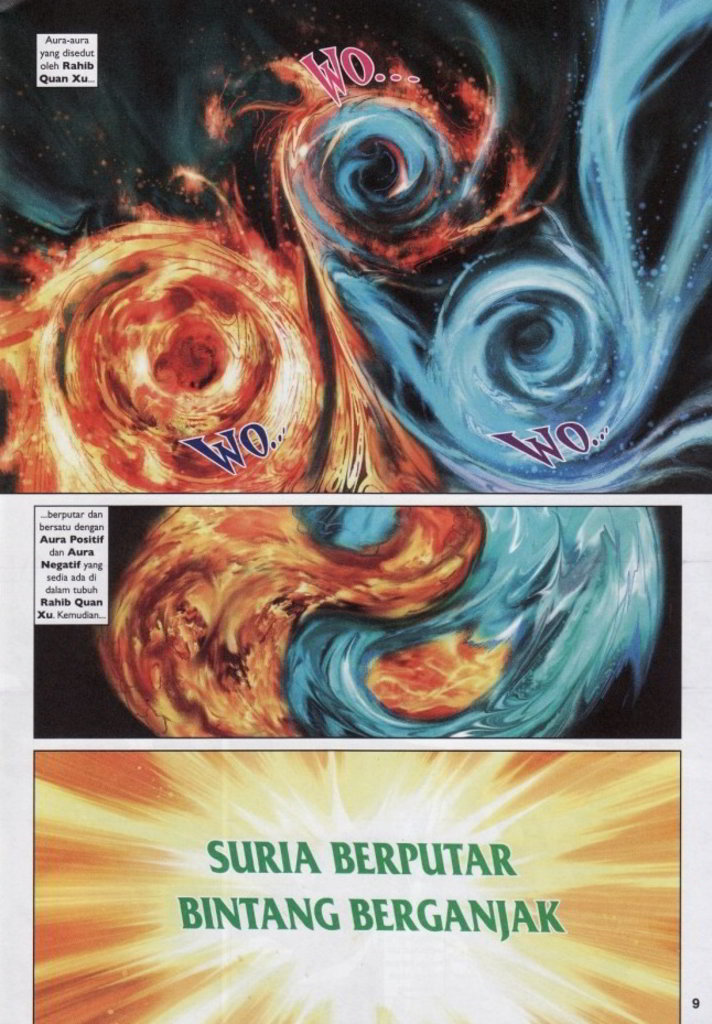 Aura-aura
yang disedut
oleh Rahib
Quan Xu...
WO...
WO...
WO...
...berputar dan
bersatu dengan
Aura Positif
dan Aura
Negatif yang
sedia ada di
dalam tubuh
Rahib Quan
Xu. Kemudian...
SURIA BERPUTAR
BINTANG BERGANJAK
9